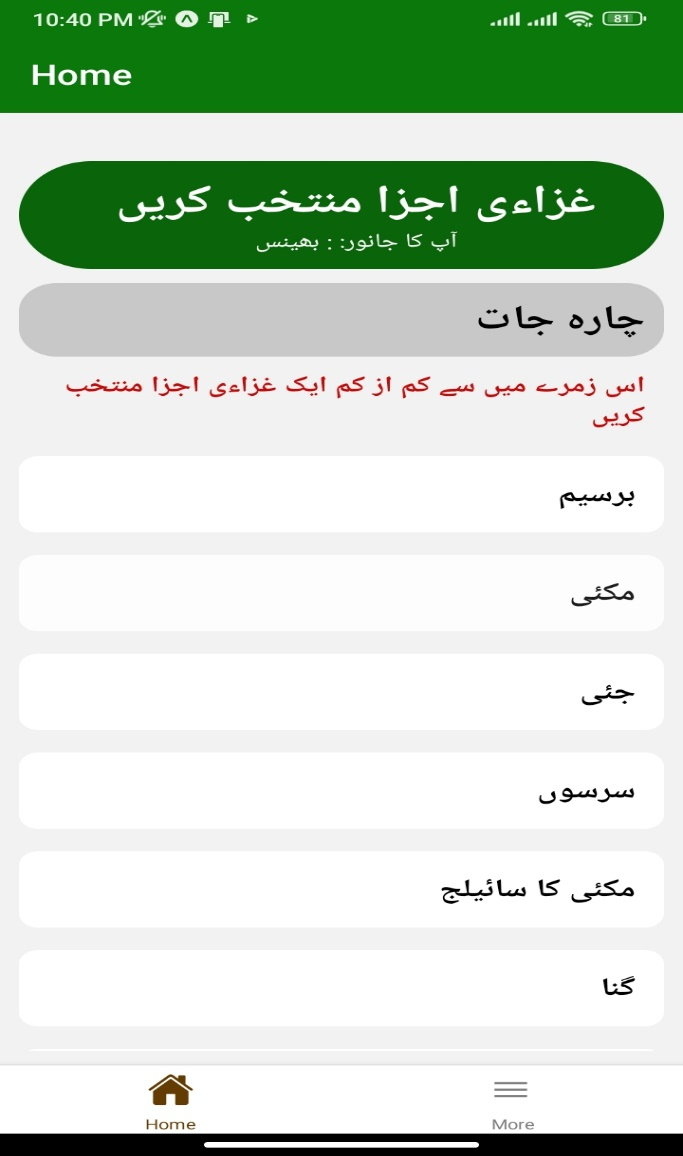 10:40 PM
81
Home
غزاءی اجزا منتخب کریں
آپ کا جانور: : بھینس
چارہ جات
اس زمرے میں سے کم از کم ایک غزاءی اجزا منتخب
کریں
برسیم
مکئی
جئی
سرسوں
مکئی کا سائیلج
گنا
Home
More